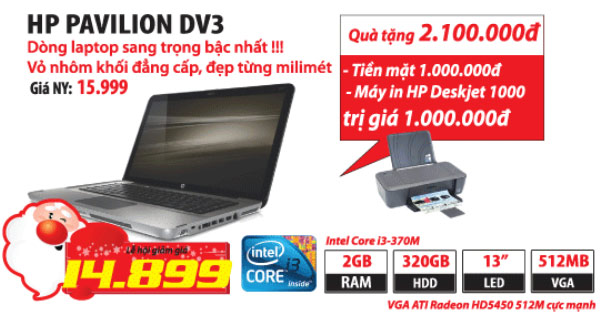 HP PAVILION DV3
Dòng laptop sang trọng bậc nhất !!!
Vỏ nhôm khối đẳng cấp, đẹp từng milimét
Giá NY: 15.999
Quà tặng 2.100.000đ
- Tiền mặt 1.000.000đ
- Máy in HP Deskjet 1000
trị giá 1.000.000đ
Lễ hội giảm giá
14.899
intel
CORE i3
inside
Intel Core i3-370M
2GB
RAM
320GB
HDD
13”
LED
512MB
VGA
VGA ATI Radeon HD5450 512M cực mạnh